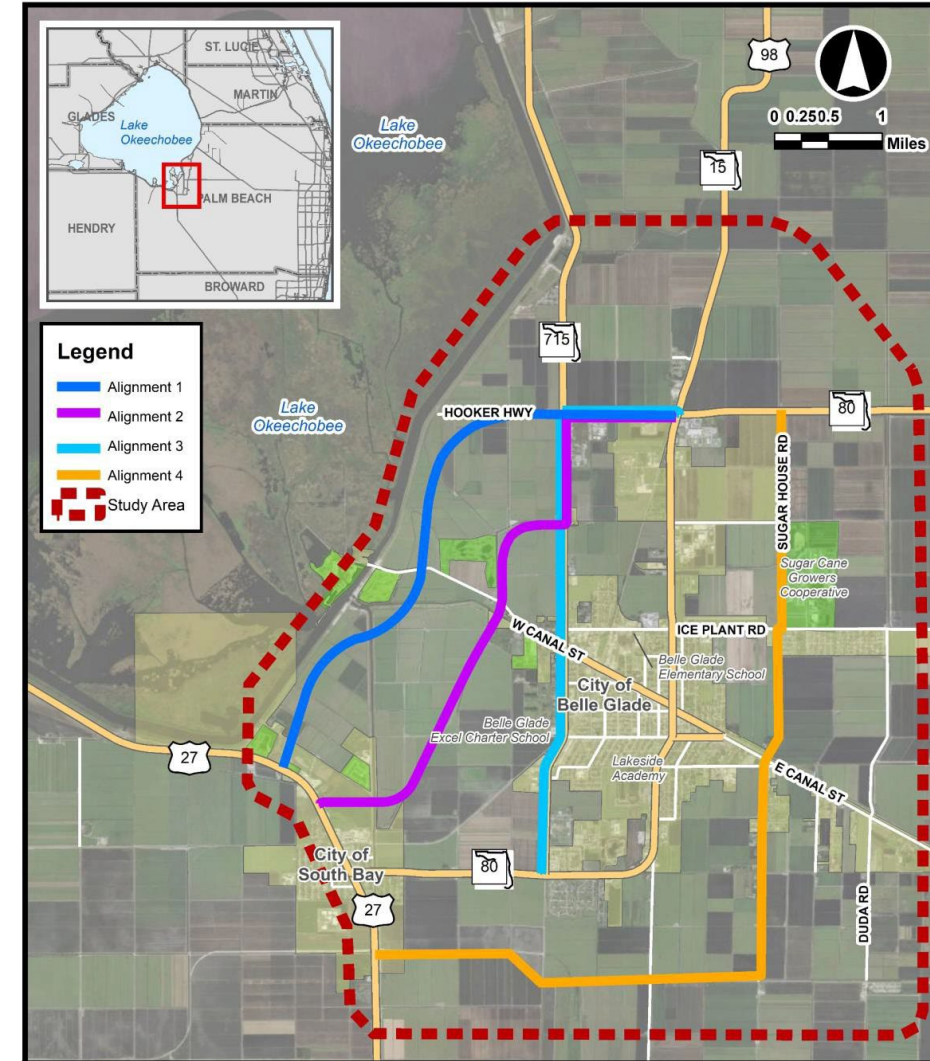 ST. LUCIE
MARTIN
GLADES
Lake
Okeechobee
PALM BEACH
HENDRY
BROWARD
Lake
Okeechobee
98
0 0.25 0.5 1
Miles
15
Legend
Alignment 1
Alignment 2
Alignment 3
Alignment 4
Study Area
715
Lake
Okeechobee
HOOKER HWY
80
SUGAR HOUSE RD
Sugar Cane
Growers
Cooperative
W CANAL ST
ICE PLANT RD
Belle Glade
Elementary School
City of
Belle Glade
Belle Glade
Excel Charter School
Lakeside
Academy
27
E CANAL ST
City of
South Bay
80
27
DUDA RD